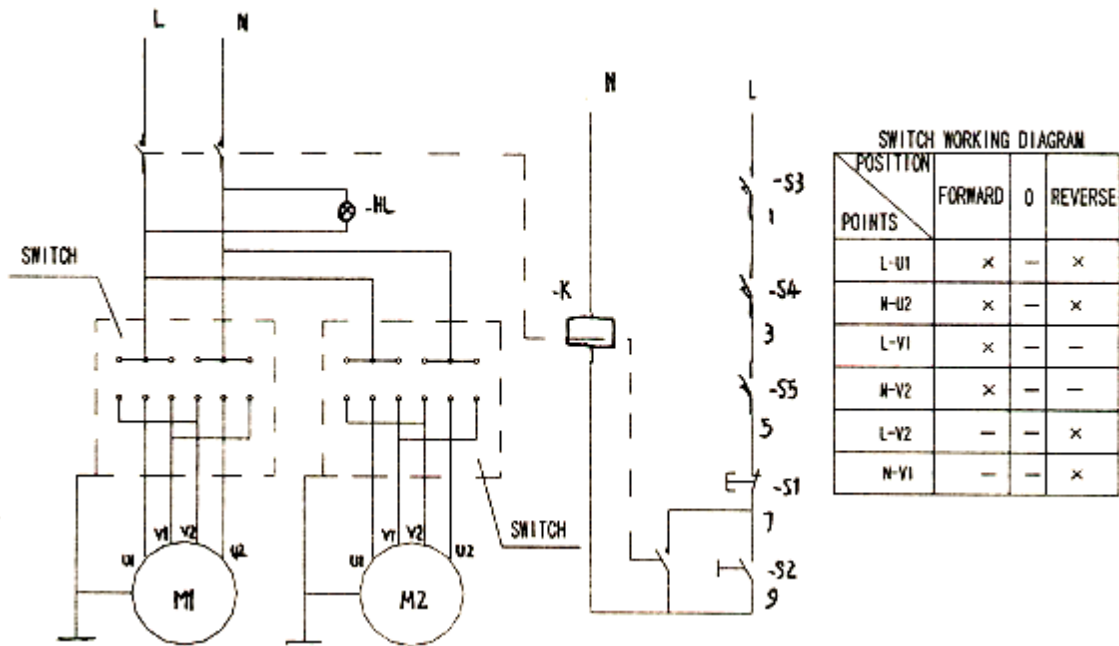 L N
N L
SWITCH WORKING DIAGRAM
POSITION
FORWARD 0 REVERSE
POINTS
L-U1 × — ×
N-U2 × — ×
L-V1 × — —
N-V2 × — —
L-V2 — — ×
N-V1 — — ×
-HL
SWITCH
-K
-S3
1
-S4
3
-S5
5
-S1
7
-S2
9
SWITCH
U1 V1 V2 U2
M1
U1 V1 V2 U2
M2